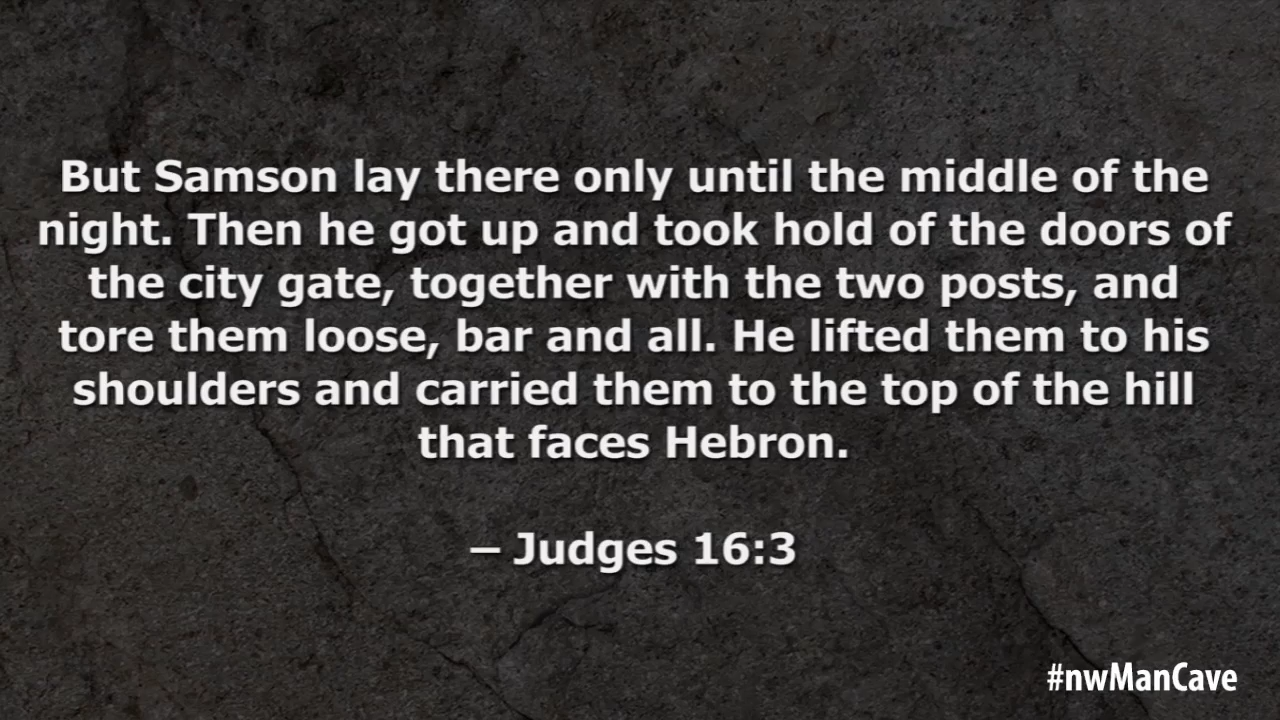 But Samson lay there only until the middle of the
night. Then he got up and took hold of the doors of
the city gate, together with the two posts, and
tore them loose, bar and all. He lifted them to his
shoulders and carried them to the top of the hill
that faces Hebron.
– Judges 16:3
#nwManCave